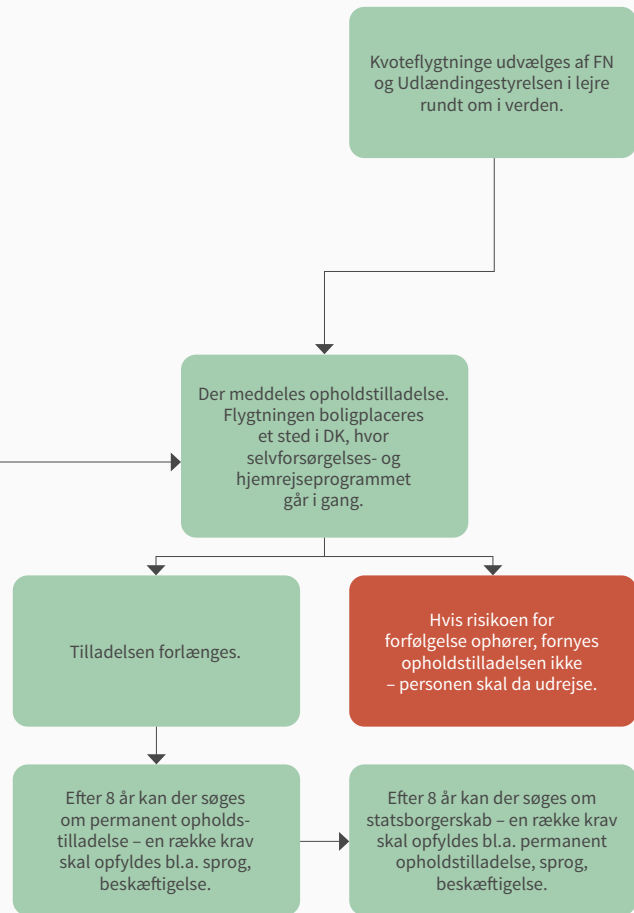 Kvoteflygtninge udvælges af FN
og Udlændingestyrelsen i lejre
rundt om i verden.
Der meddeles opholdstilladelse.
Flygtningen boligplaceres
et sted i DK, hvor
selvforsørgelses- og
hjemrejseprogrammet
går i gang.
Tilladelsen forlænges.
Hvis risikoen for
forfølgelse ophører, fornyes
opholdstilladelsen ikke
– personen skal da udrejse.
Efter 8 år kan der søges
om permanent opholds-
tilladelse – en række krav
skal opfyldes bl.a. sprog,
beskæftigelse.
Efter 8 år kan der søges om
statsborgerskab – en række krav
skal opfyldes bl.a. permanent
opholdstilladelse, sprog,
beskæftigelse.